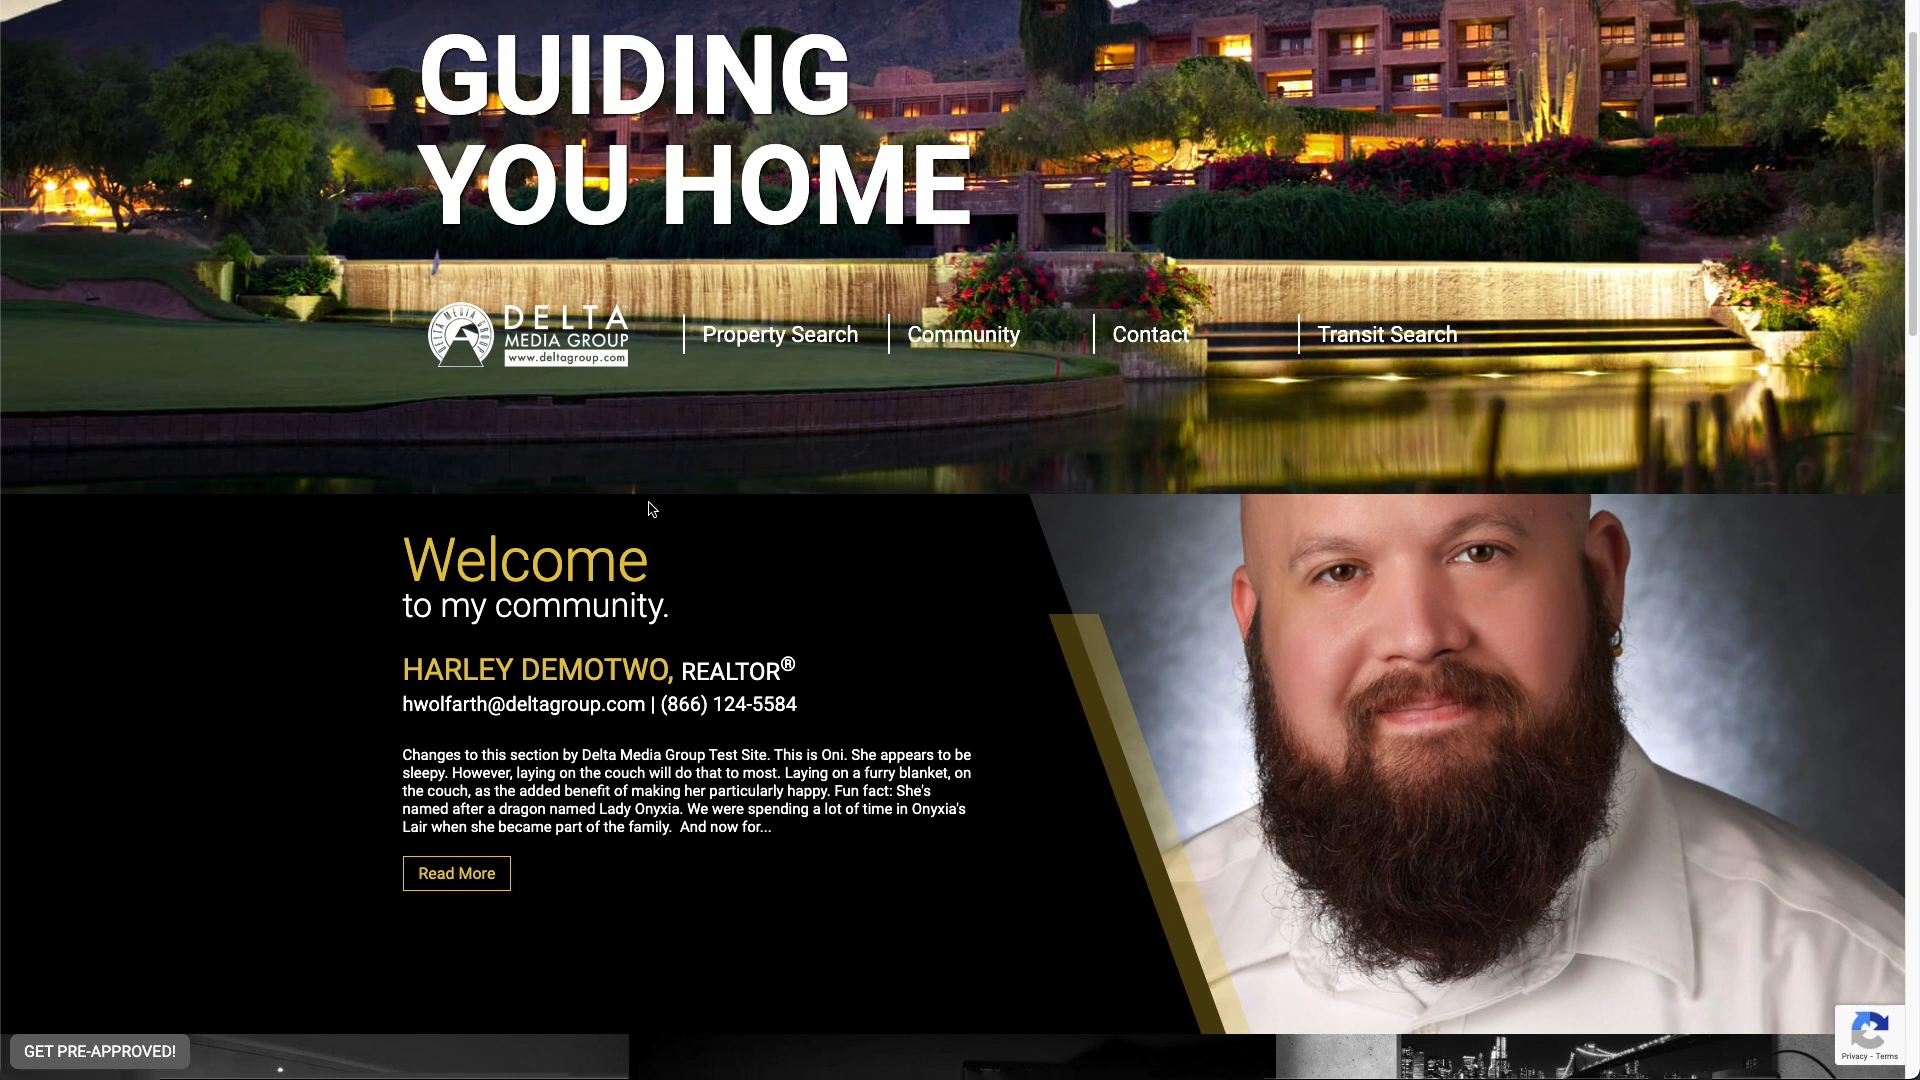 GUIDING
YOU HOME
DELTA MEDIA GROUP
DELTA
MEDIA GROUP
www.deltagroup.com
Property Search
Community
Contact
Transit Search
Welcome
to my community.
HARLEY DEMOTWO, REALTOR®
hwolfarth@deltagroup.com | (866) 124-5584
Changes to this section by Delta Media Group Test Site. This is Oni. She appears to be
sleepy. However, laying on the couch will do that to most. Laying on a furry blanket, on
the couch, as the added benefit of making her particularly happy. Fun fact: She's
named after a dragon named Lady Onyxia. We were spending a lot of time in Onyxia's
Lair when she became part of the family.  And now for...
Read More
GET PRE-APPROVED!
Privacy - Terms